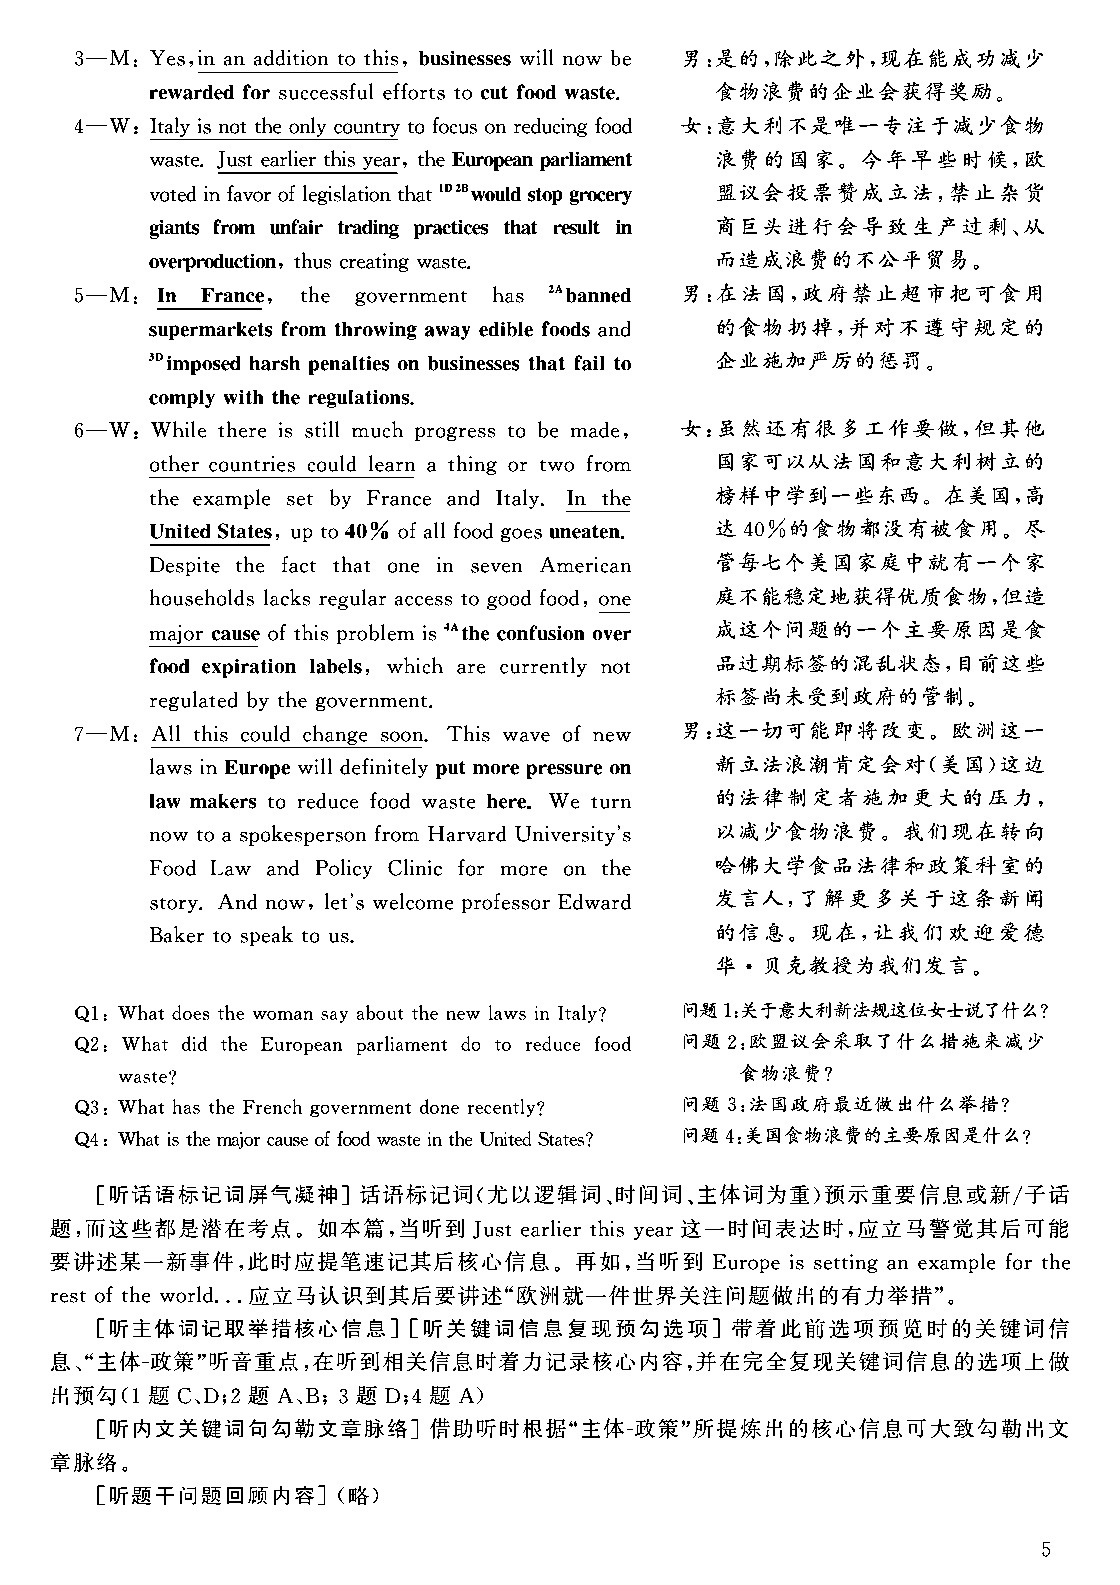 3—M: Yes, in an addition to this, businesses will now be
rewarded for successful efforts to cut food waste.
4—W: Italy is not the only country to focus on reducing food
waste. Just earlier this year, the European parliament
voted in favor of legislation that 1D 2B would stop grocery
giants from unfair trading practices that result in
overproduction, thus creating waste.
5—M: In France, the government has 2A banned
supermarkets from throwing away edible foods and
3D imposed harsh penalties on businesses that fail to
comply with the regulations.
6—W: While there is still much progress to be made,
other countries could learn a thing or two from
the example set by France and Italy. In the
United States, up to 40% of all food goes uneaten.
Despite the fact that one in seven American
households lacks regular access to good food, one
major cause of this problem is 4A the confusion over
food expiration labels, which are currently not
regulated by the government.
7—M: All this could change soon. This wave of new
laws in Europe will definitely put more pressure on
law makers to reduce food waste here. We turn
now to a spokesperson from Harvard University's
Food Law and Policy Clinic for more on the
story. And now, let's welcome professor Edward
Baker to speak to us.
男:是的,除此之外,现在能成功减少
食物浪费的企业会获得奖励。
女:意大利不是唯一专注于减少食物
浪费的国家。今年早些时候,欧
盟议会投票赞成立法,禁止杂货
商巨头进行会导致生产过剩、从
而造成浪费的不公平贸易。
男:在法国,政府禁止超市把可食用
的食物扔掉,并对不遵守规定的
企业施加严厉的惩罚。
女:虽然还有很多工作要做,但其他
国家可以从法国和意大利树立的
榜样中学到一些东西。在美国,高
达 40%的食物都没有被食用。尽
管每七个美国家庭中就有一个家
庭不能稳定地获得优质食物,但造
成这个问题的一个主要原因是食
品过期标签的混乱状态,目前这些
标签尚未受到政府的管制。
男:这一切可能即将改变。欧洲这一
新立法浪潮肯定会对(美国)这边
的法律制定者施加更大的压力,
以减少食物浪费。我们现在转向
哈佛大学食品法律和政策科室的
发言人,了解更多关于这条新闻
的信息。现在,让我们欢迎爱德
华·贝克教授为我们发言。
Q1: What does the woman say about the new laws in Italy?
Q2: What did the European parliament do to reduce food
waste?
Q3: What has the French government done recently?
Q4: What is the major cause of food waste in the United States?
问题 1:关于意大利新法规这位女士说了什么?
问题 2:欧盟议会采取了什么措施来减少
食物浪费?
问题 3:法国政府最近做出什么举措?
问题 4:美国食物浪费的主要原因是什么?
[听话语标记词屏气凝神] 话语标记词(尤以逻辑词、时间词、主体词为重)预示重要信息或新/子话
题,而这些都是潜在考点。如本篇,当听到 Just earlier this year 这一时间表达时,应立马警觉其后可能
要讲述某一新事件,此时应提笔速记其后核心信息。再如,当听到 Europe is setting an example for the
rest of the world... 应立马认识到其后要讲述“欧洲就一件世界关注问题做出的有力举措”。
[听主体词记取举措核心信息][听关键词信息复现预勾选项] 带着此前选项预览时的关键词信
息、“主体-政策”听音重点,在听到相关信息时着力记录核心内容,并在完全复现关键词信息的选项上做
出预勾(1 题 C、D;2 题 A、B; 3 题 D;4 题 A)
[听内文关键词句勾勒文章脉络] 借助听时根据“主体-政策”所提炼出的核心信息可大致勾勒出文
章脉络。
[听题干问题回顾内容](略)
5